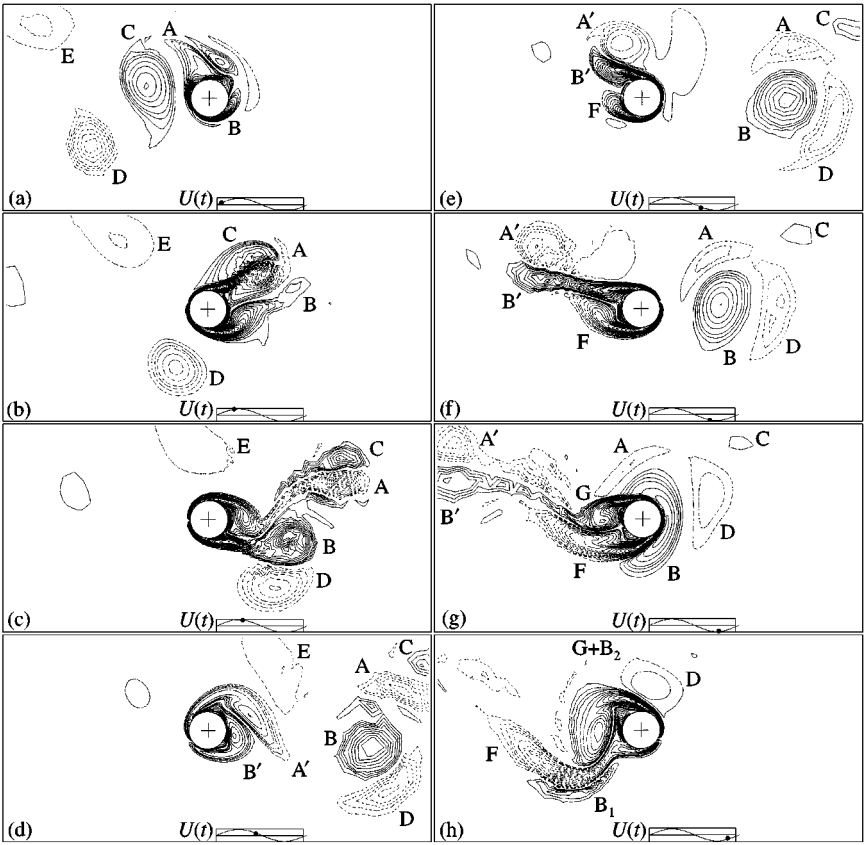 C A
E
B
D
(a) U(t)
E C
A
B
D
(b) U(t)
E C
A
B
D
(c) U(t)
E C
A
B
B′ A′
D
(d) U(t)
A′ A C
B′
F
B
D
(e) U(t)
A′ A C
B′
F B D
(f) U(t)
A′ A C
G
B′
F B D
(g) U(t)
G+B₂
D
F
B₁
(h) U(t)